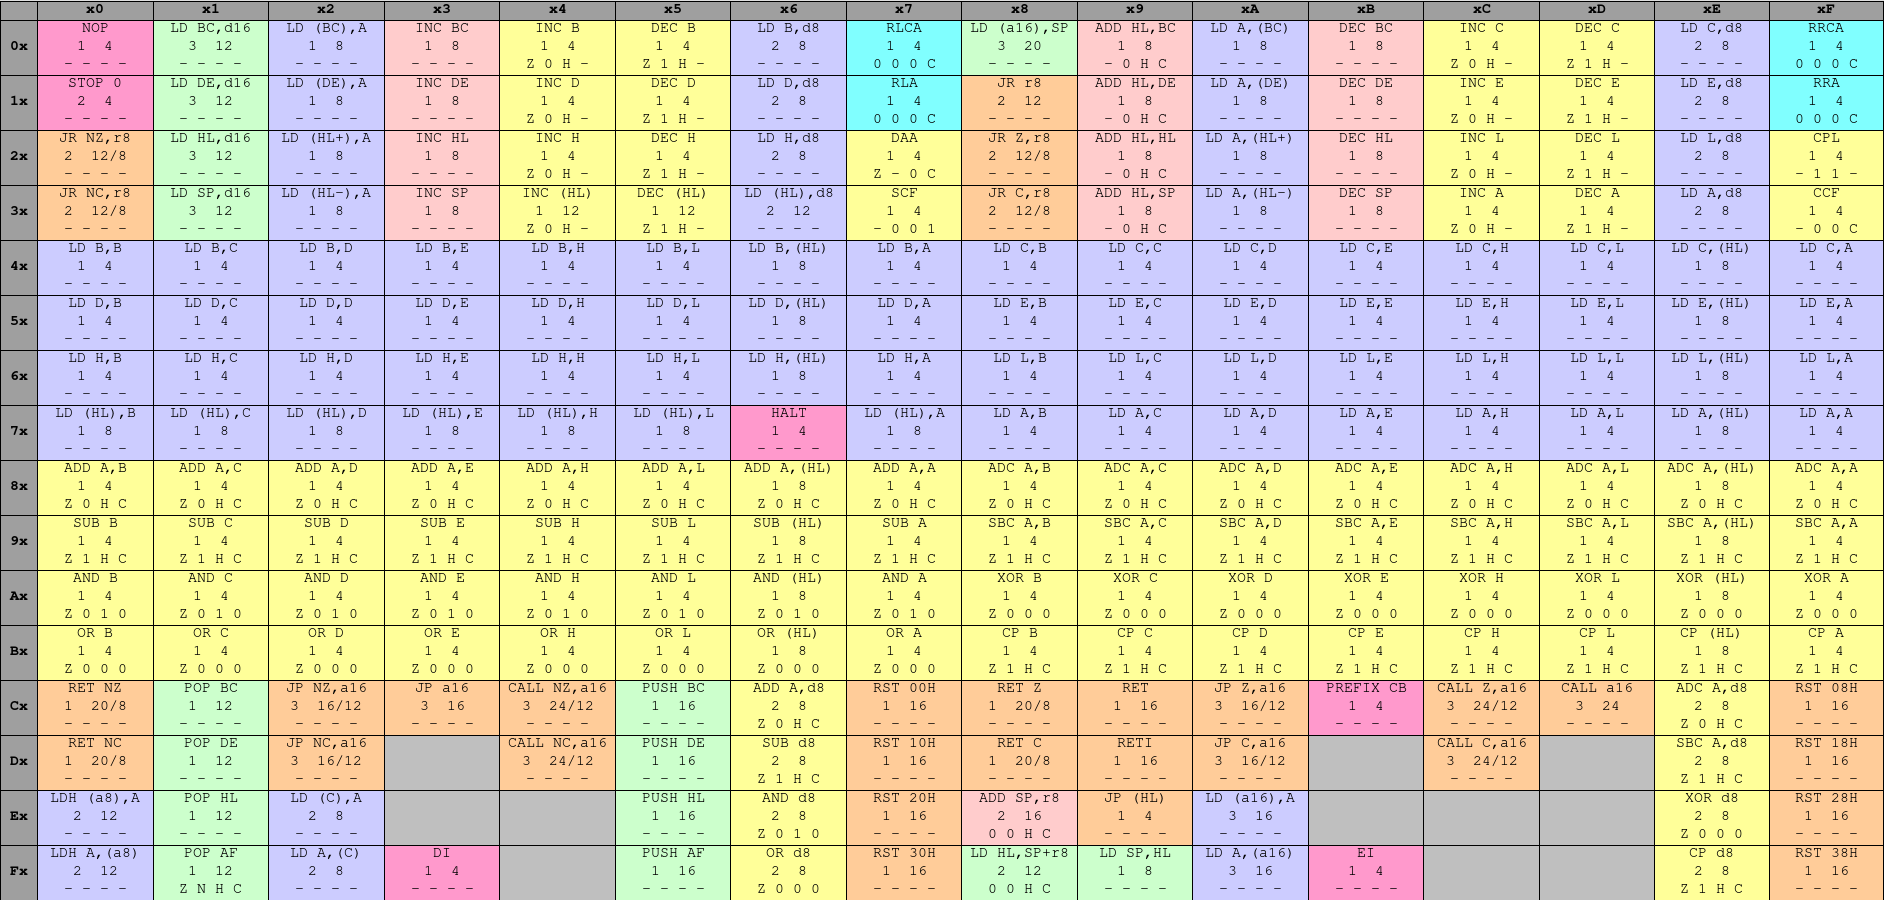 x0 x1 x2 x3 x4 x5 x6 x7 x8 x9 xA xB xC xD xE xF
NOP LD BC,d16 LD (BC),A INC BC INC B DEC B LD B,d8 RLCA LD (a16),SP ADD HL,BC LD A,(BC) DEC BC INC C DEC C LD C,d8 RRCA
0x 1 4 3 12 1 8 1 8 1 4 1 4 2 8 1 4 3 20 1 8 1 8 1 8 1 4 1 4 2 8 1 4
- - - - - - - - - - - - - - - - Z 0 H - Z 1 H - - - - - 0 0 0 C - - - - - 0 H C - - - - - - - - Z 0 H - Z 1 H - - - - - 0 0 0 C
STOP 0 LD DE,d16 LD (DE),A INC DE INC D DEC D LD D,d8 RLA JR r8 ADD HL,DE LD A,(DE) DEC DE INC E DEC E LD E,d8 RRA
1x 2 4 3 12 1 8 1 8 1 4 1 4 2 8 1 4 2 12 1 8 1 8 1 8 1 4 1 4 2 8 1 4
- - - - - - - - - - - - - - - - Z 0 H - Z 1 H - - - - - 0 0 0 C - - - - - 0 H C - - - - - - - - Z 0 H - Z 1 H - - - - - 0 0 0 C
JR NZ,r8 LD HL,d16 LD (HL+),A INC HL INC H DEC H LD H,d8 DAA JR Z,r8 ADD HL,HL LD A,(HL+) DEC HL INC L DEC L LD L,d8 CPL
2x 2 12/8 3 12 1 8 1 8 1 4 1 4 2 8 1 4 2 12/8 1 8 1 8 1 8 1 4 1 4 2 8 1 4
- - - - - - - - - - - - - - - - Z 0 H - Z 1 H - - - - - Z - 0 C - - - - - 0 H C - - - - - - - - Z 0 H - Z 1 H - - - - - - 1 1 -
JR NC,r8 LD SP,d16 LD (HL-),A INC SP INC (HL) DEC (HL) LD (HL),d8 SCF JR C,r8 ADD HL,SP LD A,(HL-) DEC SP INC A DEC A LD A,d8 CCF
3x 2 12/8 3 12 1 8 1 8 1 12 1 12 2 12 1 4 2 12/8 1 8 1 8 1 8 1 4 1 4 2 8 1 4
- - - - - - - - - - - - - - - - Z 0 H - Z 1 H - - - - - - 0 0 1 - - - - - 0 H C - - - - - - - - Z 0 H - Z 1 H - - - - - - 0 0 C
LD B,B LD B,C LD B,D LD B,E LD B,H LD B,L LD B,(HL) LD B,A LD C,B LD C,C LD C,D LD C,E LD C,H LD C,L LD C,(HL) LD C,A
4x 1 4 1 4 1 4 1 4 1 4 1 4 1 8 1 4 1 4 1 4 1 4 1 4 1 4 1 4 1 8 1 4
- - - - - - - - - - - - - - - - - - - - - - - - - - - - - - - - - - - - - - - - - - - - - - - - - - - - - - - - - - - - - - - -
LD D,B LD D,C LD D,D LD D,E LD D,H LD D,L LD D,(HL) LD D,A LD E,B LD E,C LD E,D LD E,E LD E,H LD E,L LD E,(HL) LD E,A
5x 1 4 1 4 1 4 1 4 1 4 1 4 1 8 1 4 1 4 1 4 1 4 1 4 1 4 1 4 1 8 1 4
- - - - - - - - - - - - - - - - - - - - - - - - - - - - - - - - - - - - - - - - - - - - - - - - - - - - - - - - - - - - - - - -
LD H,B LD H,C LD H,D LD H,E LD H,H LD H,L LD H,(HL) LD H,A LD L,B LD L,C LD L,D LD L,E LD L,H LD L,L LD L,(HL) LD L,A
6x 1 4 1 4 1 4 1 4 1 4 1 4 1 8 1 4 1 4 1 4 1 4 1 4 1 4 1 4 1 8 1 4
- - - - - - - - - - - - - - - - - - - - - - - - - - - - - - - - - - - - - - - - - - - - - - - - - - - - - - - - - - - - - - - -
LD (HL),B LD (HL),C LD (HL),D LD (HL),E LD (HL),H LD (HL),L HALT LD (HL),A LD A,B LD A,C LD A,D LD A,E LD A,H LD A,L LD A,(HL) LD A,A
7x 1 8 1 8 1 8 1 8 1 8 1 8 1 4 1 8 1 4 1 4 1 4 1 4 1 4 1 4 1 8 1 4
- - - - - - - - - - - - - - - - - - - - - - - - - - - - - - - - - - - - - - - - - - - - - - - - - - - - - - - - - - - - - - - -
ADD A,B ADD A,C ADD A,D ADD A,E ADD A,H ADD A,L ADD A,(HL) ADD A,A ADC A,B ADC A,C ADC A,D ADC A,E ADC A,H ADC A,L ADC A,(HL) ADC A,A
8x 1 4 1 4 1 4 1 4 1 4 1 4 1 8 1 4 1 4 1 4 1 4 1 4 1 4 1 4 1 8 1 4
Z 0 H C Z 0 H C Z 0 H C Z 0 H C Z 0 H C Z 0 H C Z 0 H C Z 0 H C Z 0 H C Z 0 H C Z 0 H C Z 0 H C Z 0 H C Z 0 H C Z 0 H C Z 0 H C
SUB B SUB C SUB D SUB E SUB H SUB L SUB (HL) SUB A SBC A,B SBC A,C SBC A,D SBC A,E SBC A,H SBC A,L SBC A,(HL) SBC A,A
9x 1 4 1 4 1 4 1 4 1 4 1 4 1 8 1 4 1 4 1 4 1 4 1 4 1 4 1 4 1 8 1 4
Z 1 H C Z 1 H C Z 1 H C Z 1 H C Z 1 H C Z 1 H C Z 1 H C Z 1 H C Z 1 H C Z 1 H C Z 1 H C Z 1 H C Z 1 H C Z 1 H C Z 1 H C Z 1 H C
AND B AND C AND D AND E AND H AND L AND (HL) AND A XOR B XOR C XOR D XOR E XOR H XOR L XOR (HL) XOR A
Ax 1 4 1 4 1 4 1 4 1 4 1 4 1 8 1 4 1 4 1 4 1 4 1 4 1 4 1 4 1 8 1 4
Z 0 1 0 Z 0 1 0 Z 0 1 0 Z 0 1 0 Z 0 1 0 Z 0 1 0 Z 0 1 0 Z 0 1 0 Z 0 0 0 Z 0 0 0 Z 0 0 0 Z 0 0 0 Z 0 0 0 Z 0 0 0 Z 0 0 0 Z 0 0 0
OR B OR C OR D OR E OR H OR L OR (HL) OR A CP B CP C CP D CP E CP H CP L CP (HL) CP A
Bx 1 4 1 4 1 4 1 4 1 4 1 4 1 8 1 4 1 4 1 4 1 4 1 4 1 4 1 4 1 8 1 4
Z 0 0 0 Z 0 0 0 Z 0 0 0 Z 0 0 0 Z 0 0 0 Z 0 0 0 Z 0 0 0 Z 0 0 0 Z 1 H C Z 1 H C Z 1 H C Z 1 H C Z 1 H C Z 1 H C Z 1 H C Z 1 H C
RET NZ POP BC JP NZ,a16 JP a16 CALL NZ,a16 PUSH BC ADD A,d8 RST 00H RET Z RET JP Z,a16 PREFIX CB CALL Z,a16 CALL a16 ADC A,d8 RST 08H
Cx 1 20/8 1 12 3 16/12 3 16 3 24/12 1 16 2 8 1 16 1 20/8 1 16 3 16/12 1 4 3 24/12 3 24 2 8 1 16
- - - - - - - - - - - - - - - - - - - - - - - - Z 0 H C - - - - - - - - - - - - - - - - - - - - - - - - - - - - Z 0 H C - - - -
RET NC POP DE JP NC,a16 CALL NC,a16 PUSH DE SUB d8 RST 10H RET C RETI JP C,a16 CALL C,a16 SBC A,d8 RST 18H
Dx 1 20/8 1 12 3 16/12 3 24/12 1 16 2 8 1 16 1 20/8 1 16 3 16/12 3 24/12 2 8 1 16
- - - - - - - - - - - - - - - - - - - - Z 1 H C - - - - - - - - - - - - - - - - - - - - Z 1 H C - - - -
LDH (a8),A POP HL LD (C),A PUSH HL AND d8 RST 20H ADD SP,r8 JP (HL) LD (a16),A XOR d8 RST 28H
Ex 2 12 1 12 2 8 1 16 2 8 1 16 2 16 1 4 3 16 2 8 1 16
- - - - - - - - - - - - - - - - Z 0 1 0 - - - - 0 0 H C - - - - - - - - Z 0 0 0 - - - -
LDH A,(a8) POP AF LD A,(C) DI PUSH AF OR d8 RST 30H LD HL,SP+r8 LD SP,HL LD A,(a16) EI CP d8 RST 38H
Fx 2 12 1 12 2 8 1 4 1 16 2 8 1 16 2 12 1 8 3 16 1 4 2 8 1 16
- - - - Z N H C - - - - - - - - - - - - Z 0 0 0 - - - - 0 0 H C - - - - - - - - - - - - Z 1 H C - - - -